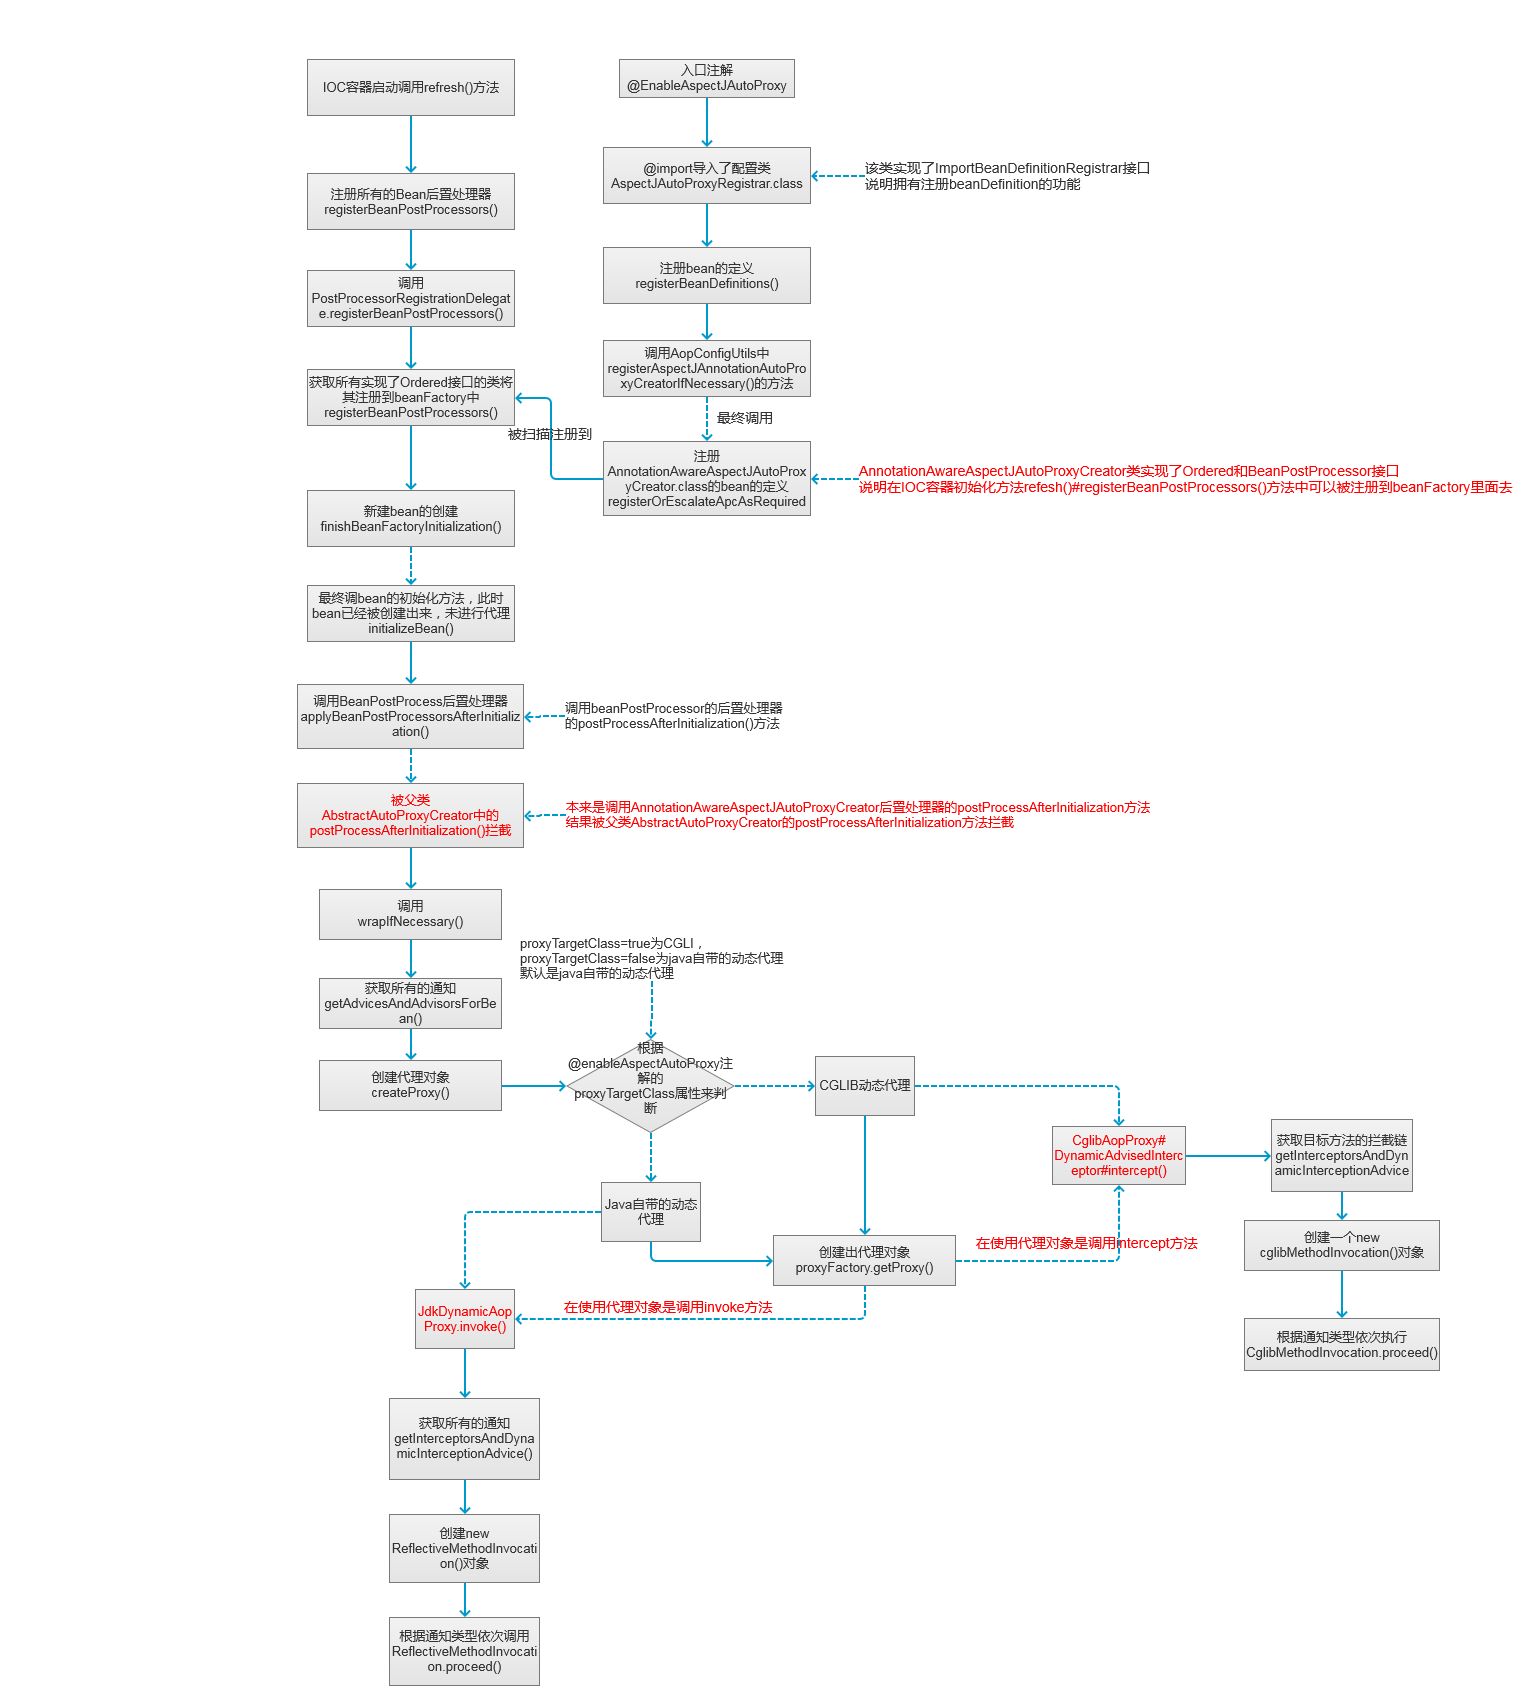 IOC容器启动调用refresh()方法
注册所有的Bean后置处理器
registerBeanPostProcessors()
调用
PostProcessorRegistrationDelegat
e.registerBeanPostProcessors()
获取所有实现了Ordered接口的类将
其注册到beanFactory中
registerBeanPostProcessors()
新建bean的创建
finishBeanFactoryInitialization()
最终调bean的初始化方法，此时
bean已经被创建出来，未进行代理
initializeBean()
调用BeanPostProcess后置处理器
applyBeanPostProcessorsAfterInitializ
ation()
调用beanPostProcessor的后置处理器
的postProcessAfterInitialization()方法
被父类
AbstractAutoProxyCreator中的
postProcessAfterInitialization()拦截
本来是调用AnnotationAwareAspectJAutoProxyCreator后置处理器的postProcessAfterInitialization方法
结果被父类AbstractAutoProxyCreator的postProcessAfterInitialization方法拦截
调用
wrapIfNecessary()
获取所有的通知
getAdvicesAndAdvisorsForBe
an()
创建代理对象
createProxy()
入口注解
@EnableAspectJAutoProxy
@import导入了配置类
AspectJAutoProxyRegistrar.class
该类实现了ImportBeanDefinitionRegistrar接口
说明拥有注册beanDefinition的功能
注册bean的定义
registerBeanDefinitions()
调用AopConfigUtils中
registerAspectJAnnotationAutoPro
xyCreatorIfNecessary()的方法
最终调用
被扫描注册到
注册
AnnotationAwareAspectJAutoProx
yCreator.class的bean的定义
registerOrEscalateApcAsRequired
AnnotationAwareAspectJAutoProxyCreator类实现了Ordered和BeanPostProcessor接口
说明在IOC容器初始化方法refesh()#registerBeanPostProcessors()方法中可以被注册到beanFactory里面去
proxyTargetClass=true为CGLI，
proxyTargetClass=false为java自带的动态代理
默认是java自带的动态代理
根据
@enableAspectAutoProxy注
解的
proxyTargetClass属性来判
断
CGLIB动态代理
Java自带的动态
代理
创建出代理对象
proxyFactory.getProxy()
在使用代理对象是调用intercept方法
在使用代理对象是调用invoke方法
CglibAopProxy#
DynamicAdvisedInterc
eptor#intercept()
获取目标方法的拦截链
getInterceptorsAndDyn
amicInterceptionAdvice
创建一个new
cglibMethodInvocation()对象
根据通知类型依次执行
CglibMethodInvocation.proceed()
JdkDynamicAop
Proxy.invoke()
获取所有的通知
getInterceptorsAndDyna
micInterceptionAdvice()
创建new
ReflectiveMethodInvocati
on()对象
根据通知类型依次调用
ReflectiveMethodInvocati
on.proceed()